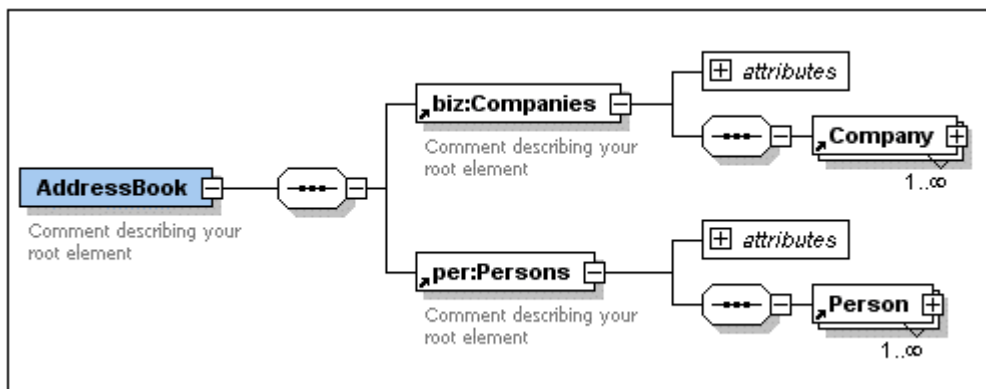 attributes
biz:Companies
Company
Comment describing your
root element
1..∞
AddressBook
Comment describing your
root element
attributes
per:Persons
Person
Comment describing your
root element
1..∞